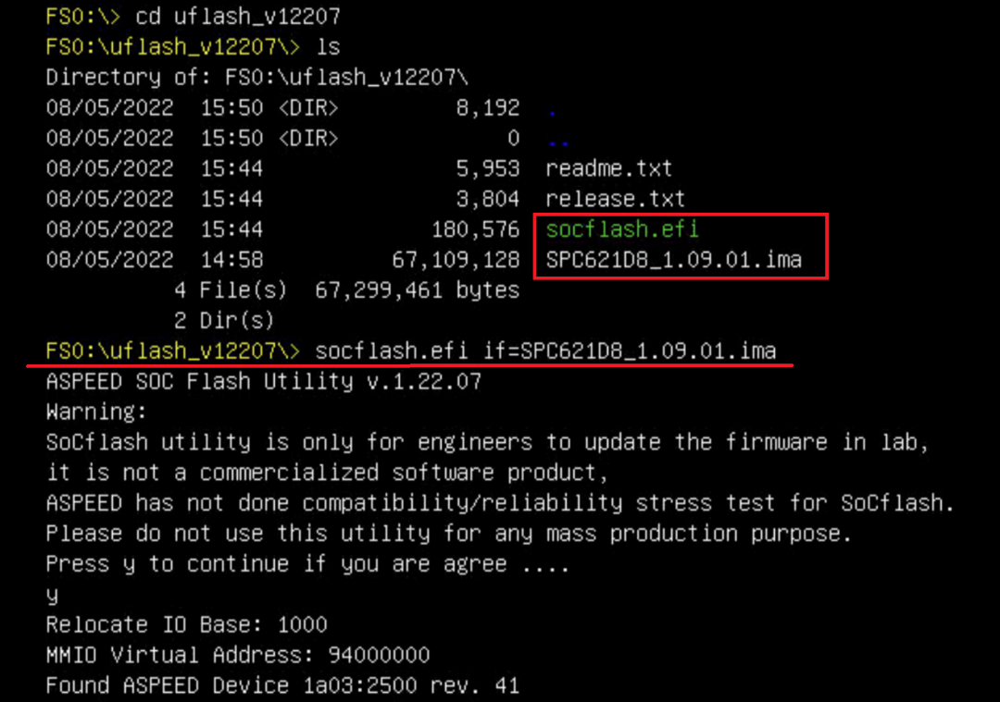 FS0:\> cd uflash_v12207
FS0:\uflash_v12207\> ls
Directory of: FS0:\uflash_v12207\
08/05/2022  15:50 <DIR>         8,192  .
08/05/2022  15:50 <DIR>             0  ..
08/05/2022  15:44               5,953  readme.txt
08/05/2022  15:44               3,804  release.txt
08/05/2022  15:44             180,576  socflash.efi
08/05/2022  14:58          67,109,128  SPC621D8_1.09.01.ima
          4 File(s)  67,299,461 bytes
          2 Dir(s)
FS0:\uflash_v12207\> socflash.efi if=SPC621D8_1.09.01.ima
ASPEED SOC Flash Utility v.1.22.07
Warning:
SoCflash utility is only for engineers to update the firmware in lab,
it is not a commercialized software product,
ASPEED has not done compatibility/reliability stress test for SoCflash.
Please do not use this utility for any mass production purpose.
Press y to continue if you are agree ....
y
Relocate IO Base: 1000
MMIO Virtual Address: 94000000
Found ASPEED Device 1a03:2500 rev. 41